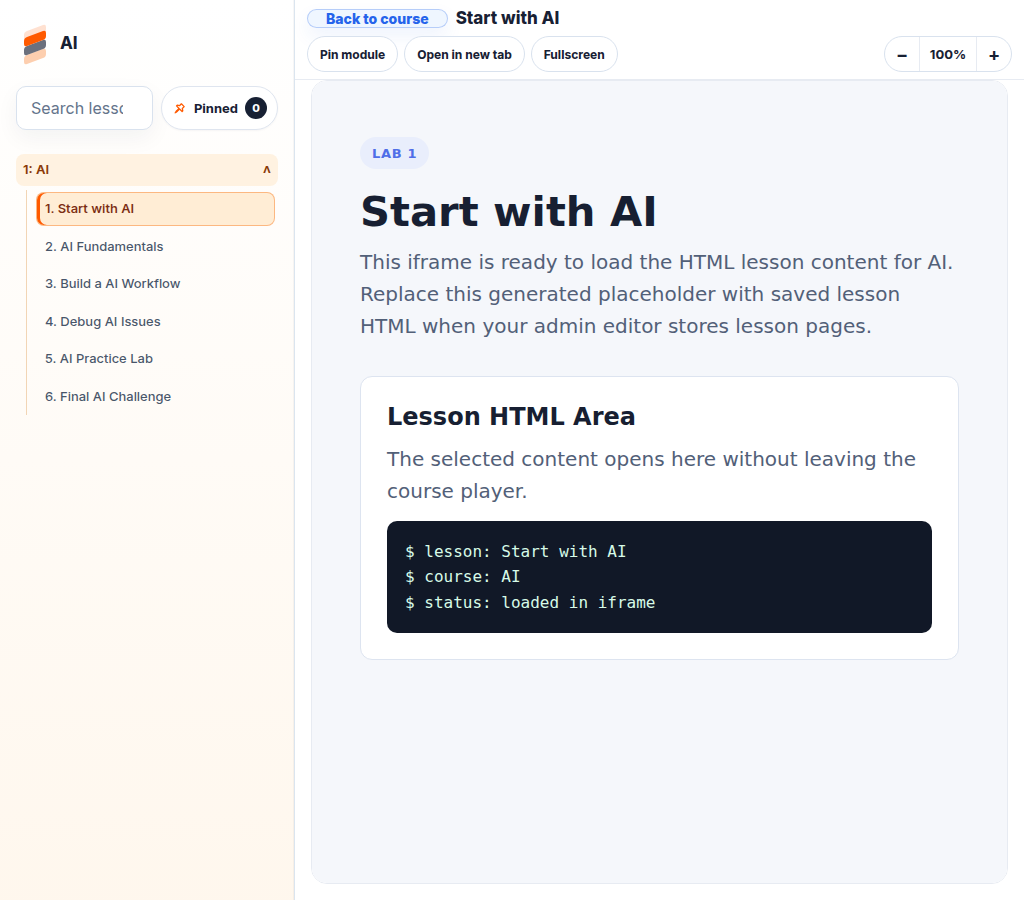 AI
Search lessc
Pinned 0
1: AI
1. Start with AI
2. AI Fundamentals
3. Build a AI Workflow
4. Debug AI Issues
5. AI Practice Lab
6. Final AI Challenge
Back to course Start with AI
Pin module Open in new tab Fullscreen − 100% +
LAB 1
Start with AI
This iframe is ready to load the HTML lesson content for AI.
Replace this generated placeholder with saved lesson
HTML when your admin editor stores lesson pages.
Lesson HTML Area
The selected content opens here without leaving the
course player.
$ lesson: Start with AI
$ course: AI
$ status: loaded in iframe